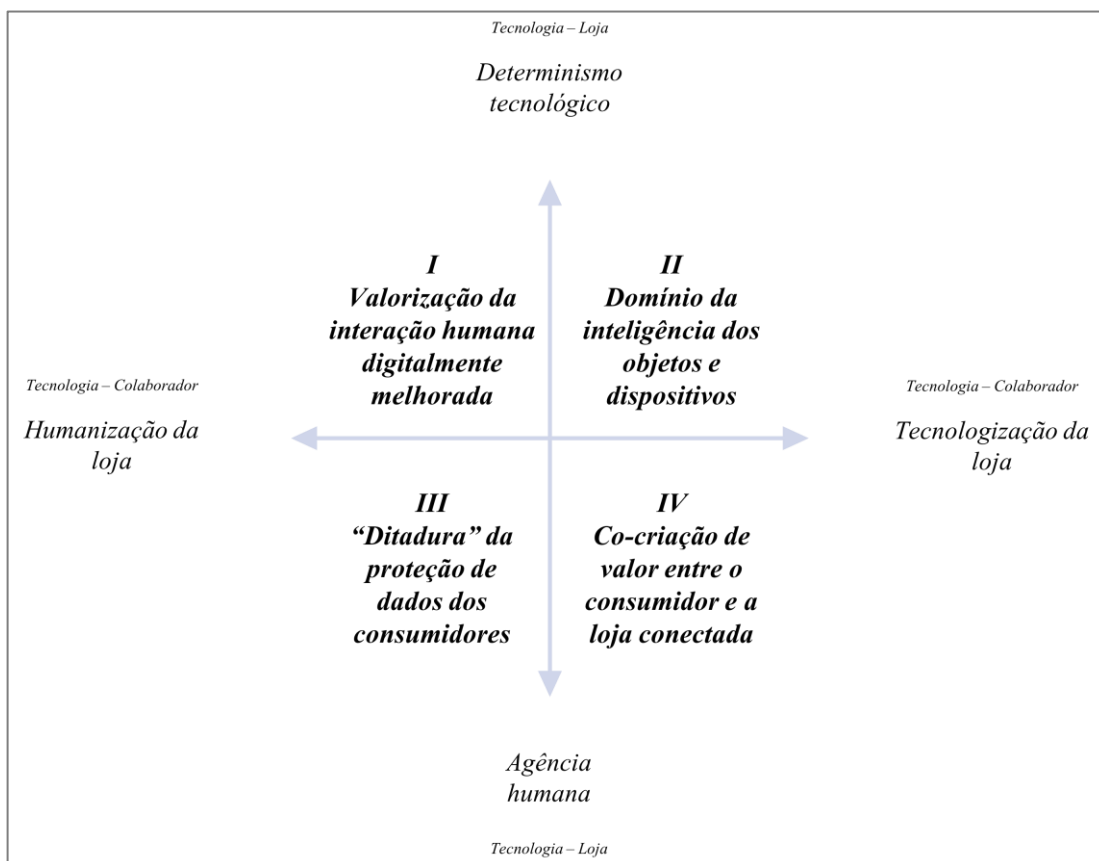 Tecnologia – Loja
Determinismo
tecnológico
I
Valorização da
interação humana
digitalmente
melhorada
II
Domínio da
inteligência dos
objetos e
dispositivos
Tecnologia – Colaborador
Humanização da
loja
Tecnologia – Colaborador
Tecnologização da
loja
III
“Ditadura” da
proteção de
dados dos
consumidores
IV
Co-criação de
valor entre o
consumidor e a
loja conectada
Agência
humana
Tecnologia – Loja